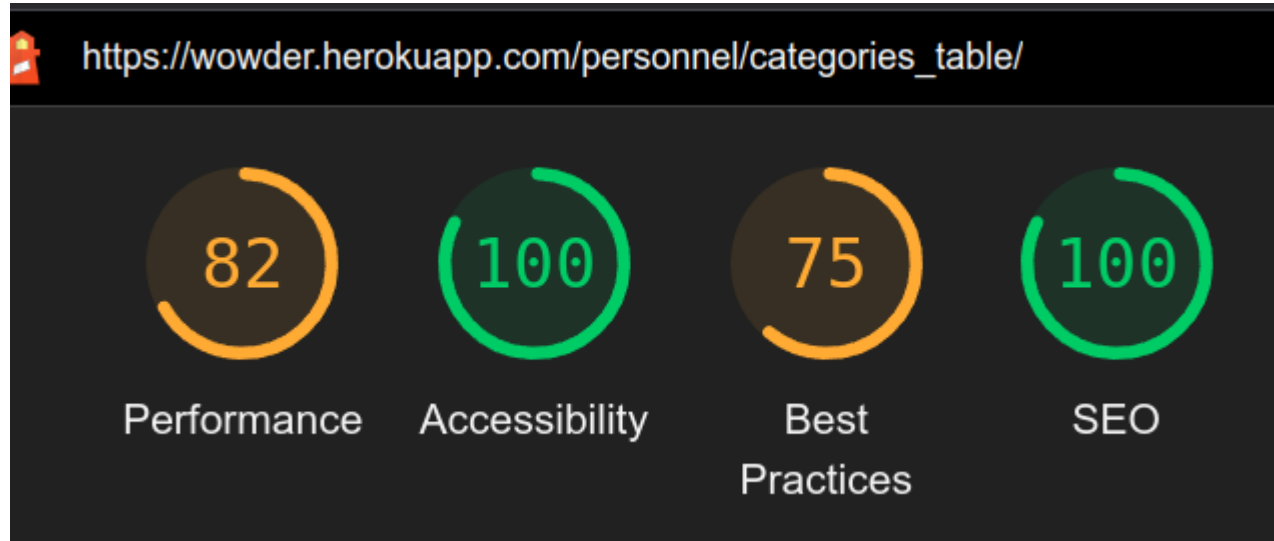 https://wowder.herokuapp.com/personnel/categories_table/
82
100
75
100
Performance
Accessibility
Best
Practices
SEO